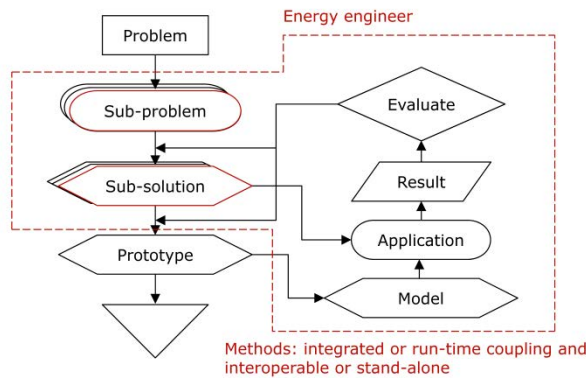 Energy engineer
Problem
Sub-problem
Evaluate
Sub-solution
Result
Application
Prototype
Model
Methods: integrated or run-time coupling and
interoperable or stand-alone